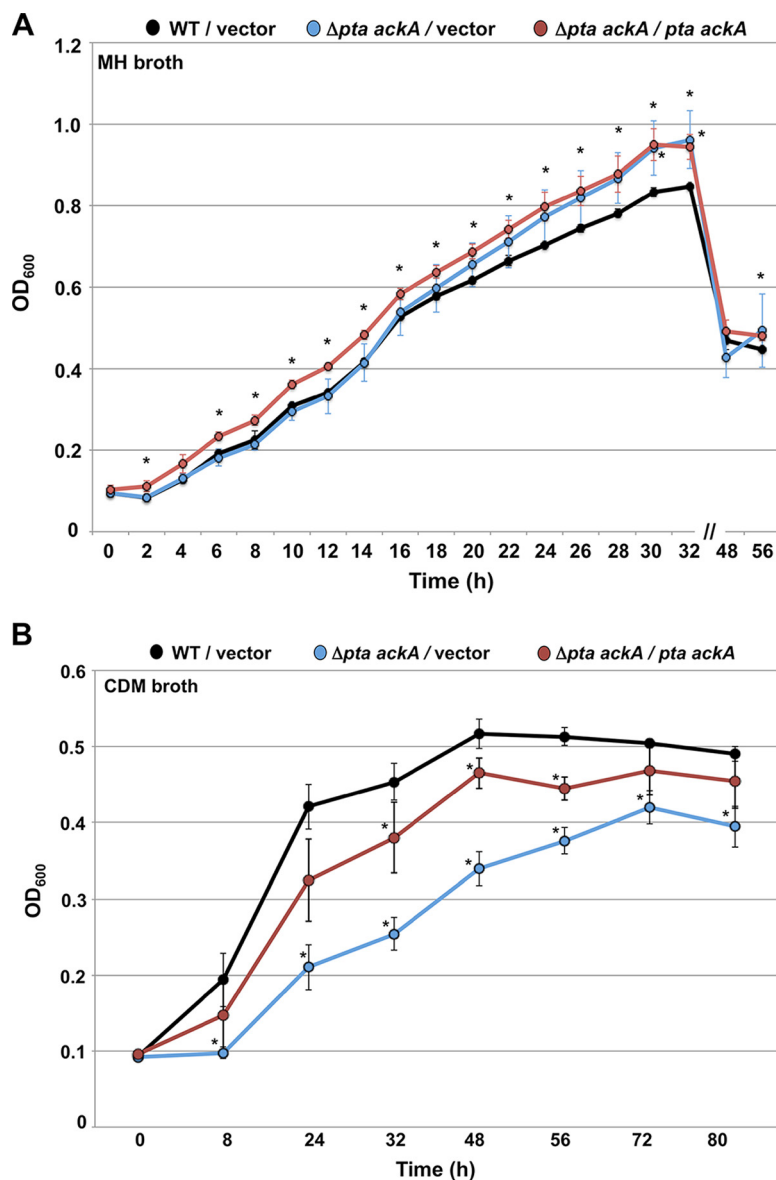 A
WT / vector Δpta ackA / vector Δpta ackA / pta ackA
MH broth
1.2
1.0
0.8
0.6
0.4
0.2
0
OD600
* * * * * * * * * * * * * * * * * * *
0 2 4 6 8 10 12 14 16 18 20 22 24 26 28 30 32 // 48 56
Time (h)
B
WT / vector Δpta ackA / vector Δpta ackA / pta ackA
CDM broth
0.6
0.5
0.4
0.3
0.2
0.1
0
OD600
* * * * * * * * * *
0 8 24 32 48 56 72 80
Time (h)